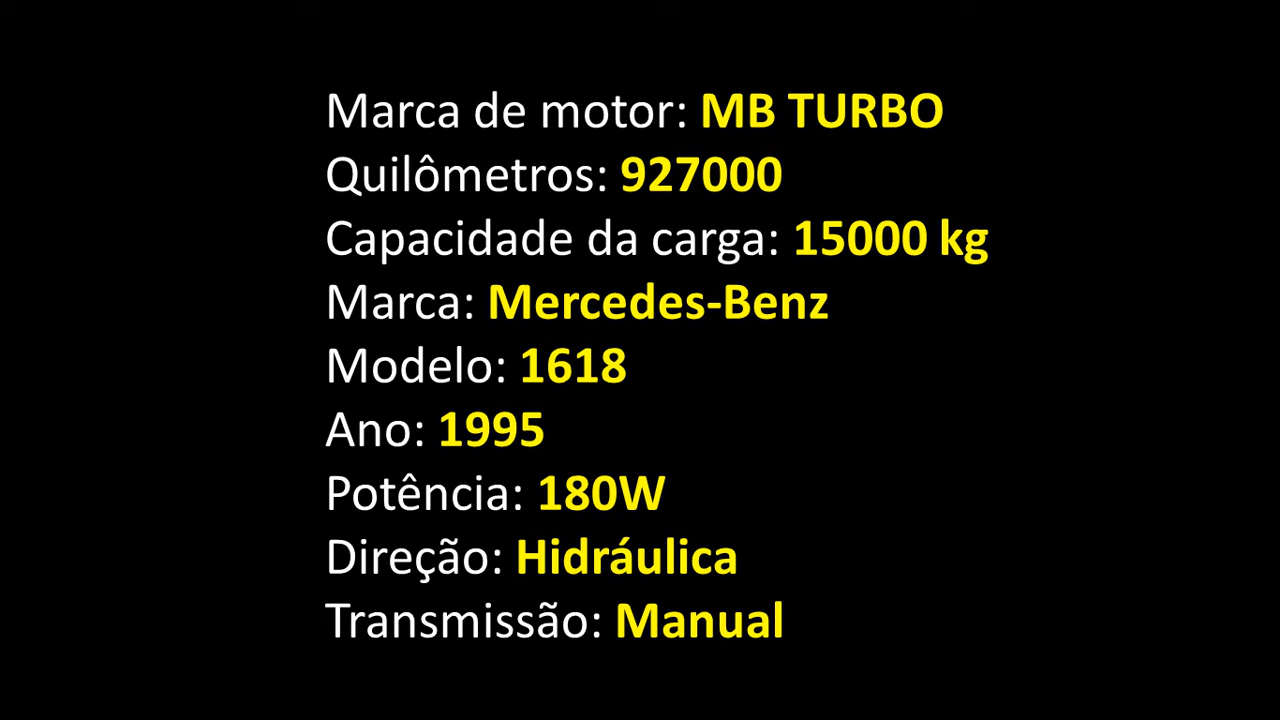 Marca de motor: MB TURBO
Quilômetros: 927000
Capacidade da carga: 15000 kg
Marca: Mercedes-Benz
Modelo: 1618
Ano: 1995
Potência: 180W
Direção: Hidráulica
Transmissão: Manual